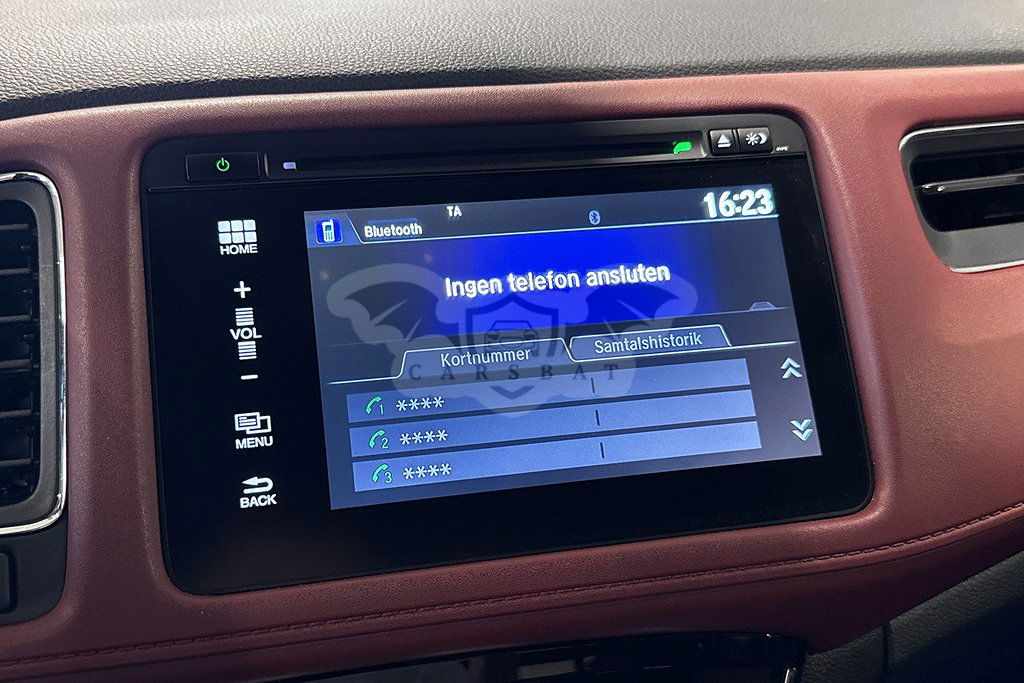 TA
16:23
Bluetooth
HOME
Ingen telefon ansluten
+
VOL
−
Kortnummer
Samtalshistorik
CARSBAT
1 ****
MENU
2 ****
3 ****
BACK